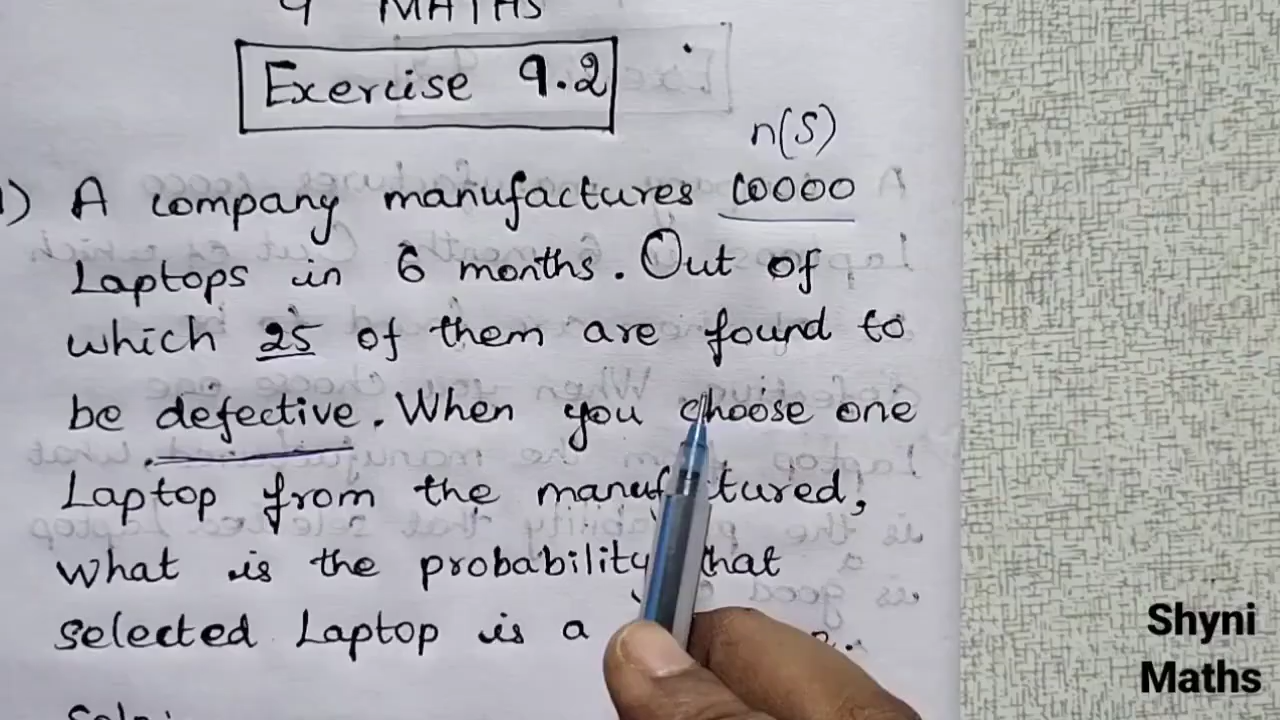 9 MATHS
Exercise 9.2
n(S)
1) A company manufactures 10000
Laptops in 6 months. Out of
which 25 of them are found to
be defective. When you choose one
Laptop from the manufactured,
what is the probability that
selected Laptop is a
Soln:
Shyni
Maths